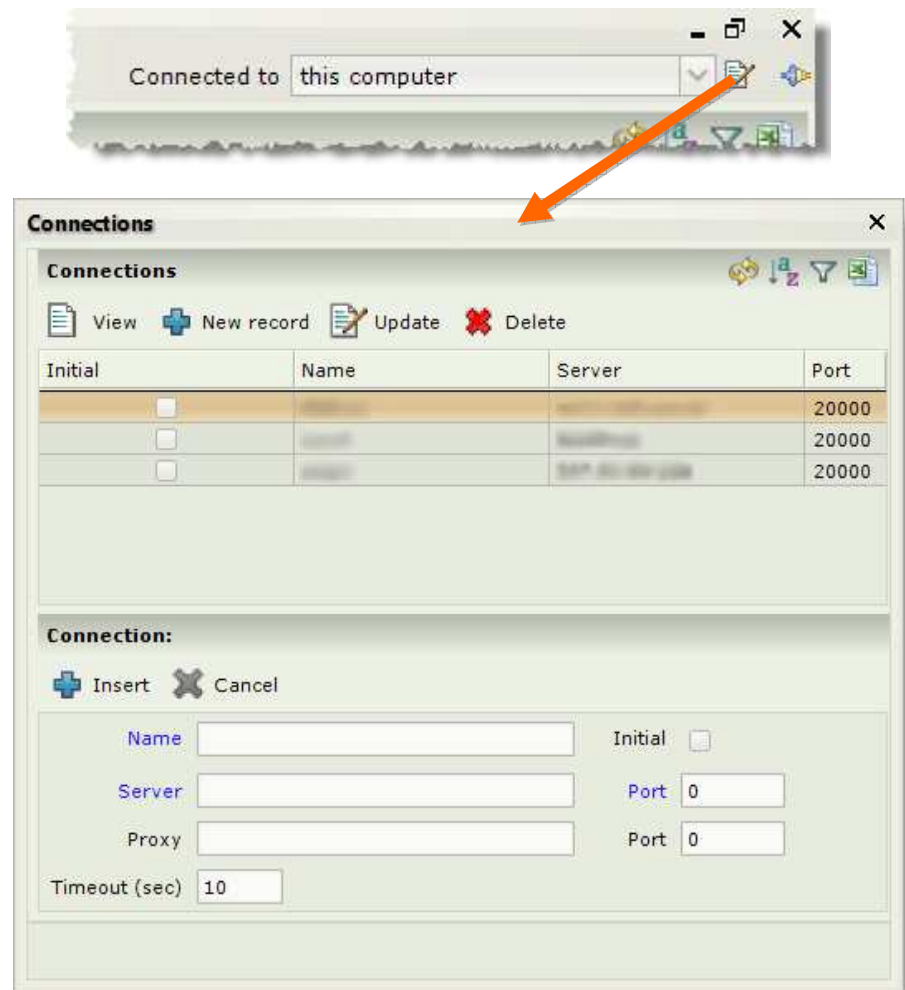 Connected to this computer
Connections
Connections
View New record Update Delete
Initial Name Server Port
20000
20000
20000
Connection:
Insert Cancel
Name Initial
Server Port 0
Proxy Port 0
Timeout (sec) 10